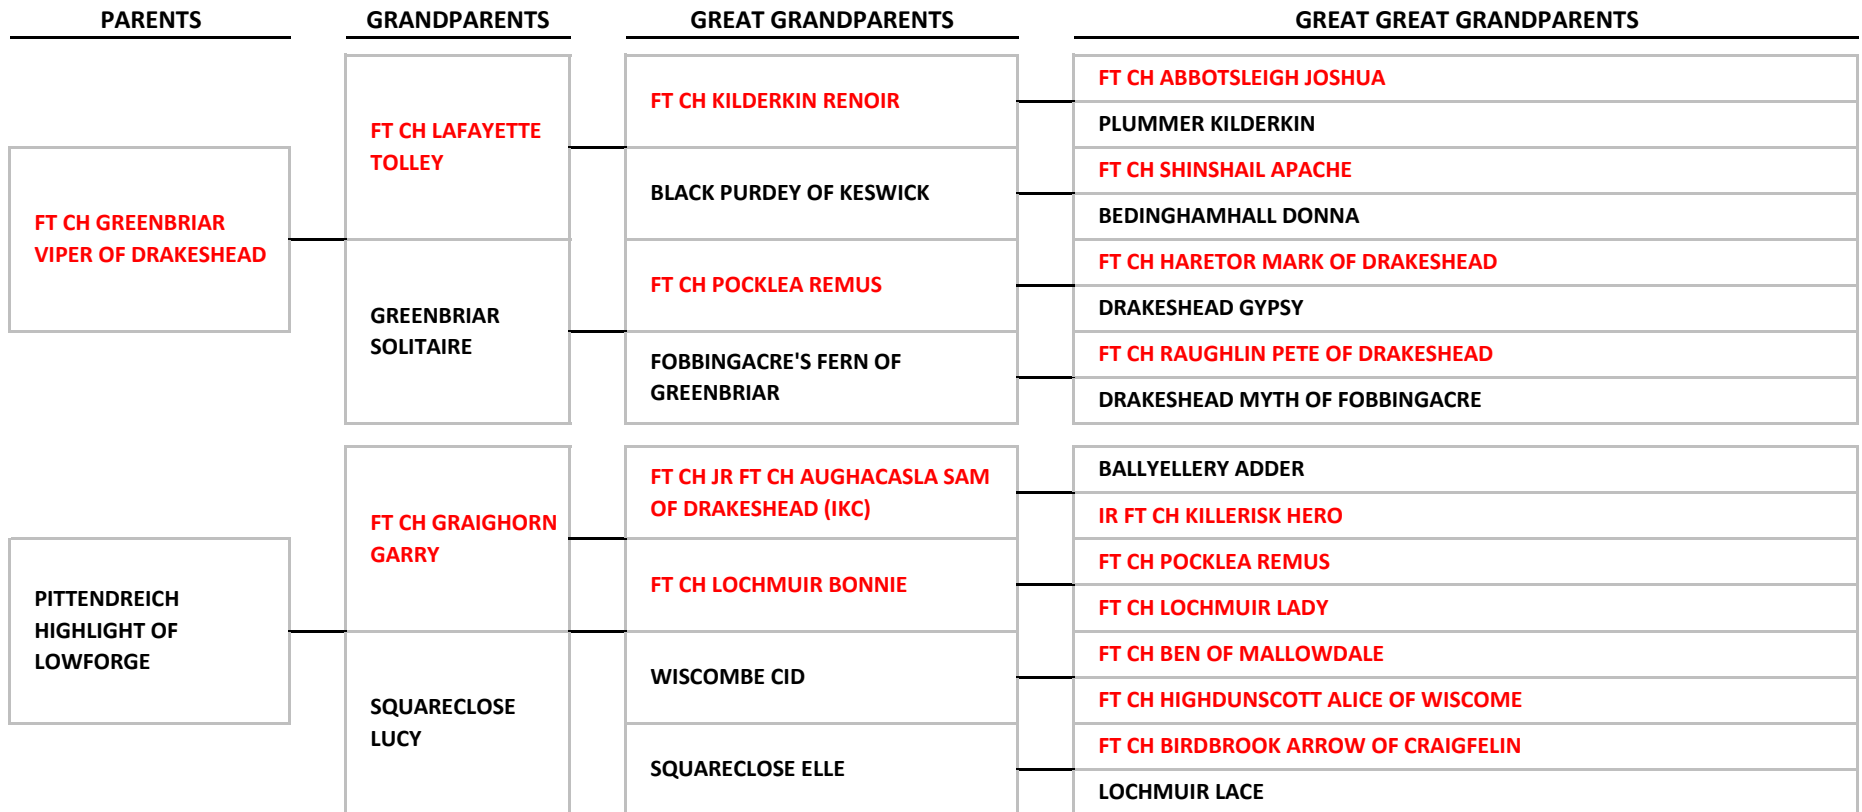 PARENTS
GRANDPARENTS
GREAT GRANDPARENTS
GREAT GREAT GRANDPARENTS
FT CH GREENBRIAR
VIPER OF DRAKESHEAD
PITTENDREICH
HIGHLIGHT OF
LOWFORGE
FT CH LAFAYETTE
TOLLEY
GREENBRIAR
SOLITAIRE
FT CH GRAIGHORN
GARRY
SQUARECLOSE
LUCY
FT CH KILDERKIN RENOIR
BLACK PURDEY OF KESWICK
FT CH POCKLEA REMUS
FOBBINGACRE'S FERN OF
GREENBRIAR
FT CH JR FT CH AUGHACASLA SAM
OF DRAKESHEAD (IKC)
FT CH LOCHMUIR BONNIE
WISCOMBE CID
SQUARECLOSE ELLE
FT CH ABBOTSLEIGH JOSHUA
PLUMMER KILDERKIN
FT CH SHINSHAIL APACHE
BEDINGHAMHALL DONNA
FT CH HARETOR MARK OF DRAKESHEAD
DRAKESHEAD GYPSY
FT CH RAUGHLIN PETE OF DRAKESHEAD
DRAKESHEAD MYTH OF FOBBINGACRE
BALLYELLERY ADDER
IR FT CH KILLERISK HERO
FT CH POCKLEA REMUS
FT CH LOCHMUIR LADY
FT CH BEN OF MALLOWDALE
FT CH HIGHDUNSCOTT ALICE OF WISCOME
FT CH BIRDBROOK ARROW OF CRAIGFELIN
LOCHMUIR LACE